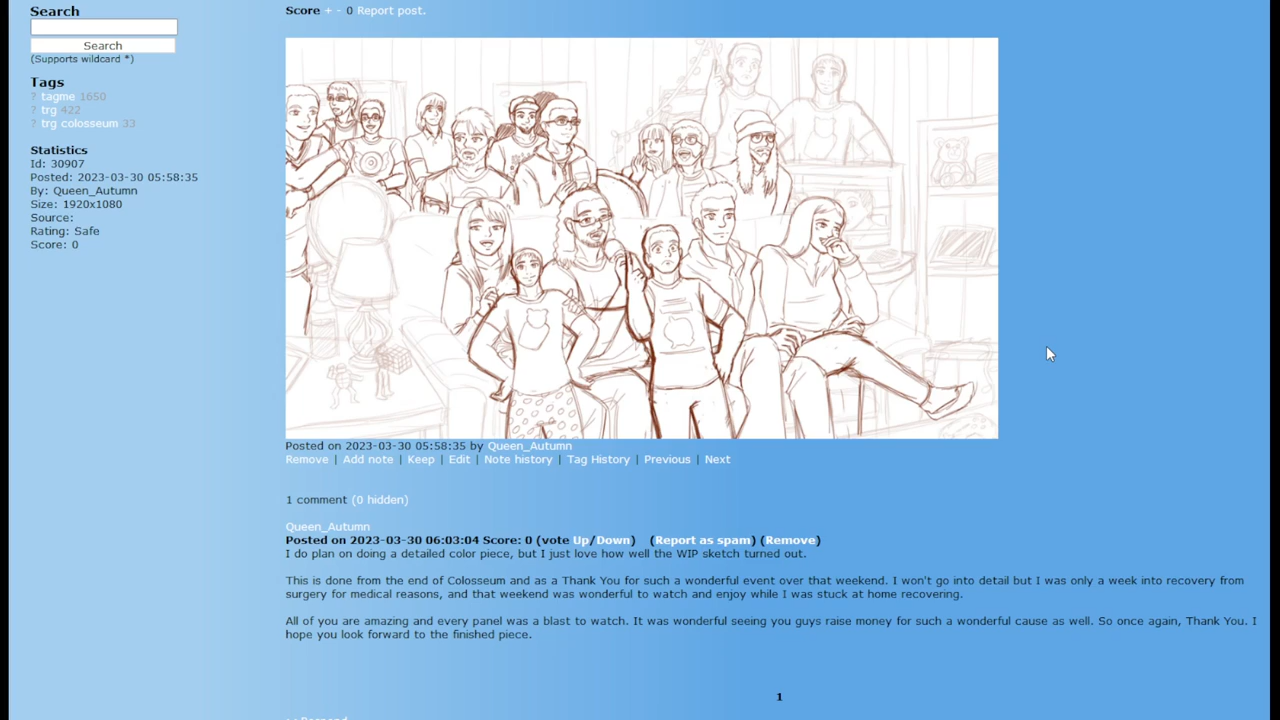 Search
Search
(Supports wildcard *)
Tags
? tagme 1650
? trg 422
? trg colosseum 33
Statistics
Id: 30907
Posted: 2023-03-30 05:58:35
By: Queen_Autumn
Size: 1920x1080
Source:
Rating: Safe
Score: 0
Score + - 0 Report post.
Posted on 2023-03-30 05:58:35 by Queen_Autumn
Remove | Add note | Keep | Edit | Note history | Tag History | Previous | Next
1 comment (0 hidden)
Queen_Autumn
Posted on 2023-03-30 06:03:04 Score: 0 (vote Up/Down) (Report as spam) (Remove)
I do plan on doing a detailed color piece, but I just love how well the WIP sketch turned out.
This is done from the end of Colosseum and as a Thank You for such a wonderful event over that weekend. I won't go into detail but I was only a week into recovery from
surgery for medical reasons, and that weekend was wonderful to watch and enjoy while I was stuck at home recovering.
All of you are amazing and every panel was a blast to watch. It was wonderful seeing you guys raise money for such a wonderful cause as well. So once again, Thank You. I
hope you look forward to the finished piece.
1